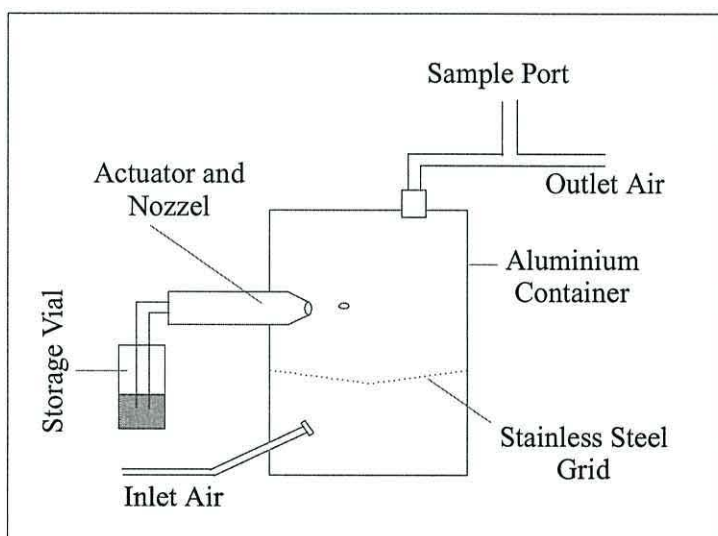 Sample Port
Outlet Air
Actuator and
Nozzel
Aluminium
Container
Storage Vial
Stainless Steel
Grid
Inlet Air